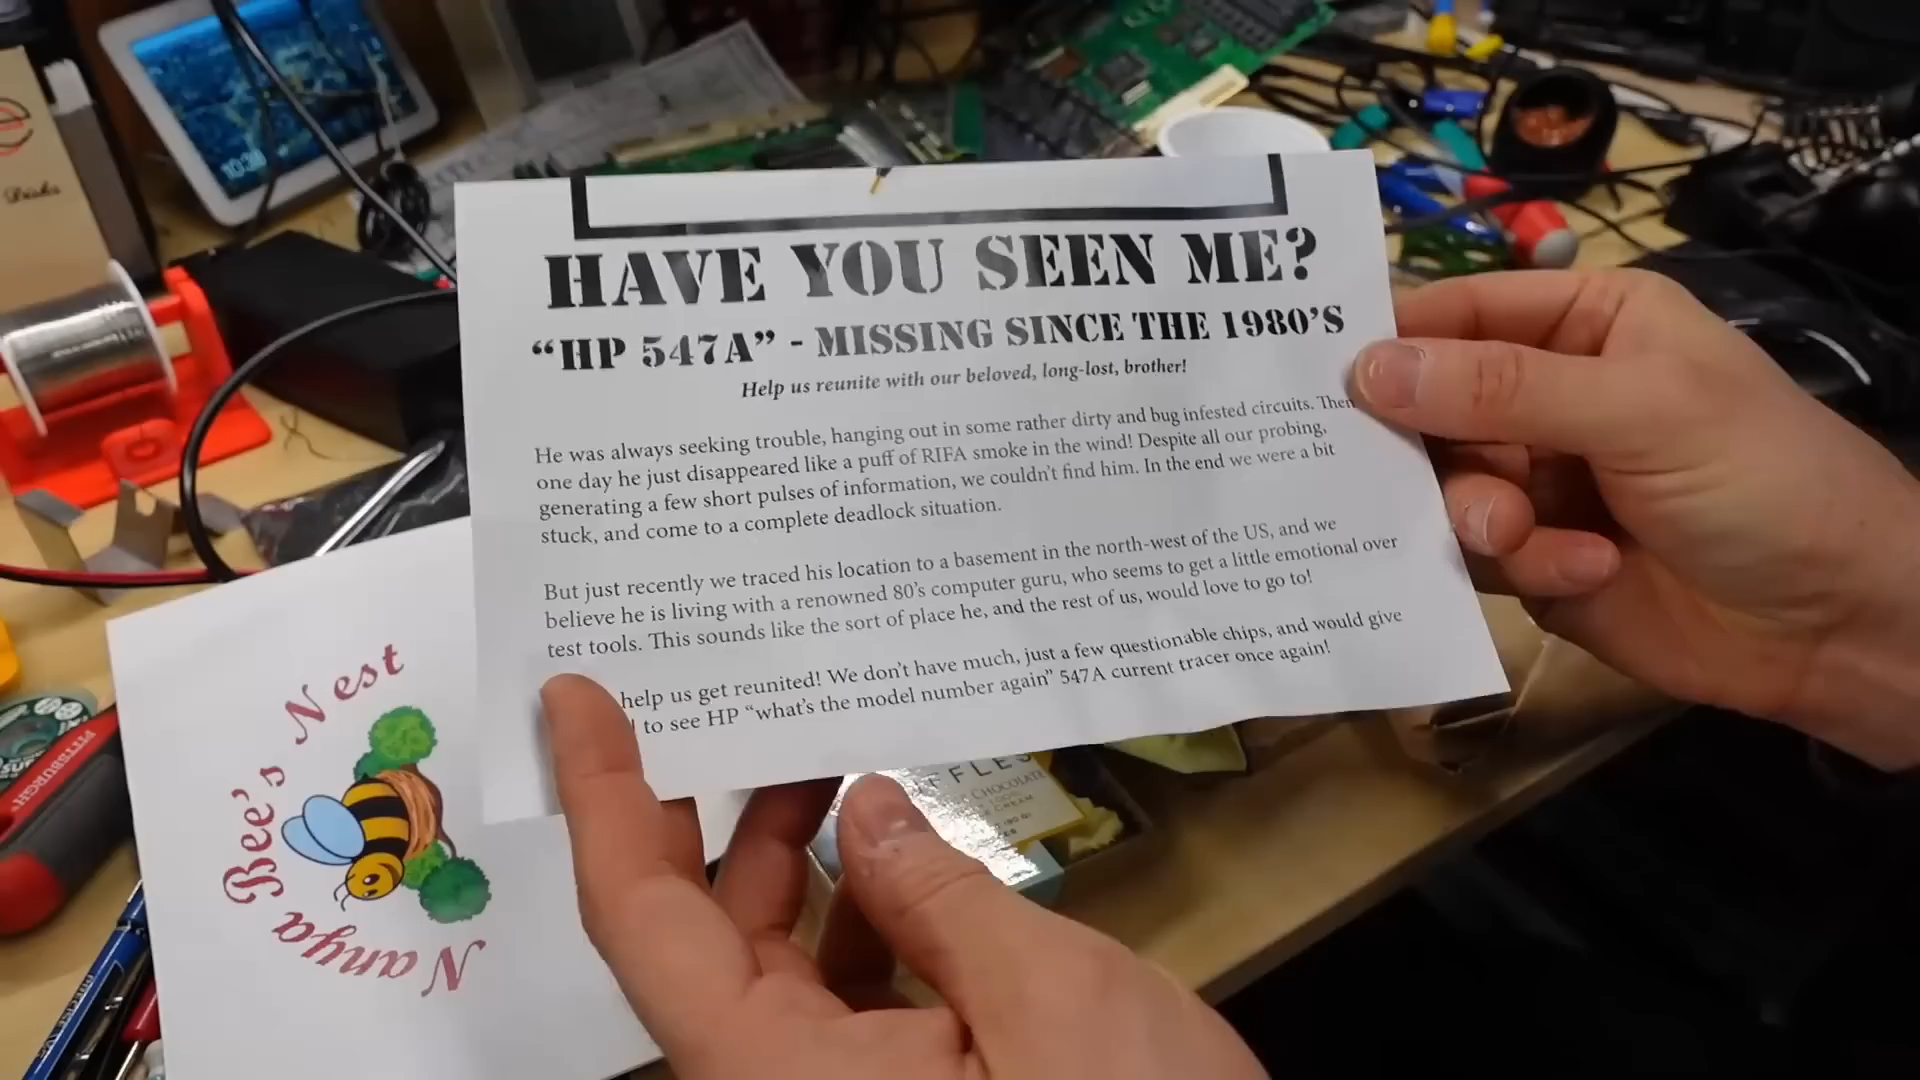 Disks
10:38
HAVE YOU SEEN ME?
“HP 547A” - MISSING SINCE THE 1980’S
Help us reunite with our beloved, long-lost, brother!
He was always seeking trouble, hanging out in some rather dirty and bug infested circuits. Then
one day he just disappeared like a puff of RIFA smoke in the wind! Despite all our probing,
generating a few short pulses of information, we couldn’t find him. In the end we were a bit
stuck, and come to a complete deadlock situation.
But just recently we traced his location to a basement in the north-west of the US, and we
believe he is living with a renowned 80’s computer guru, who seems to get a little emotional over
test tools. This sounds like the sort of place he, and the rest of us, would love to go to!
help us get reunited! We don’t have much, just a few questionable chips, and would give
to see HP “what’s the model number again” 547A current tracer once again!
Nanya Bee’s Nest
PITTSBURGH
FFLES
CHOCOLATE